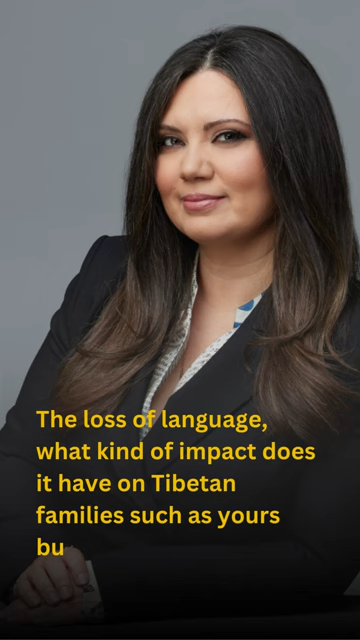 The loss of language,
what kind of impact does
it have on Tibetan
families such as yours
bu